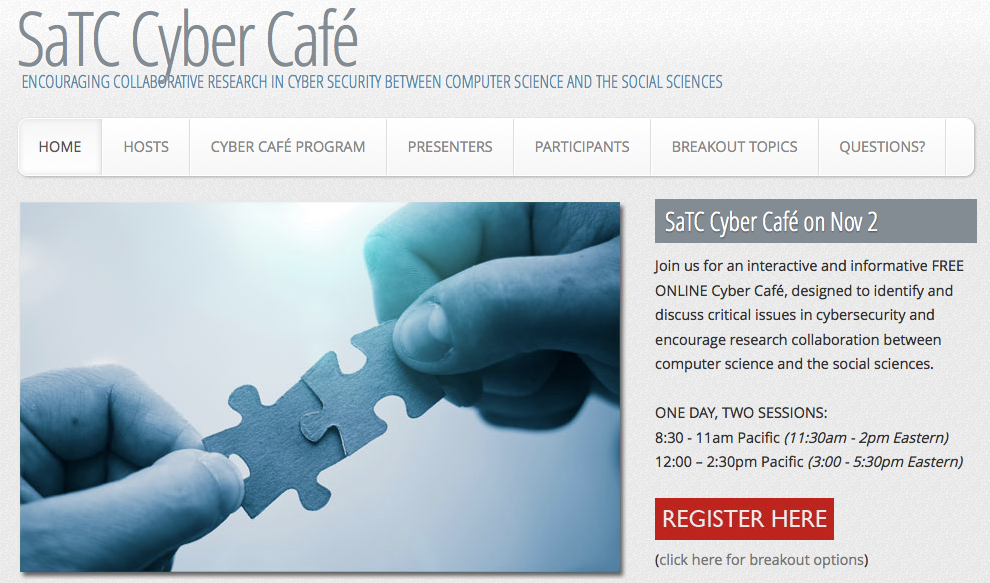 SaTC Cyber Café
ENCOURAGING COLLABORATIVE RESEARCH IN CYBER SECURITY BETWEEN COMPUTER SCIENCE AND THE SOCIAL SCIENCES
HOME HOSTS CYBER CAFÉ PROGRAM PRESENTERS PARTICIPANTS BREAKOUT TOPICS QUESTIONS?
SaTC Cyber Café on Nov 2
Join us for an interactive and informative FREE
ONLINE Cyber Café, designed to identify and
discuss critical issues in cybersecurity and
encourage research collaboration between
computer science and the social sciences.
ONE DAY, TWO SESSIONS:
8:30 - 11am Pacific (11:30am - 2pm Eastern)
12:00 – 2:30pm Pacific (3:00 - 5:30pm Eastern)
REGISTER HERE
(click here for breakout options)